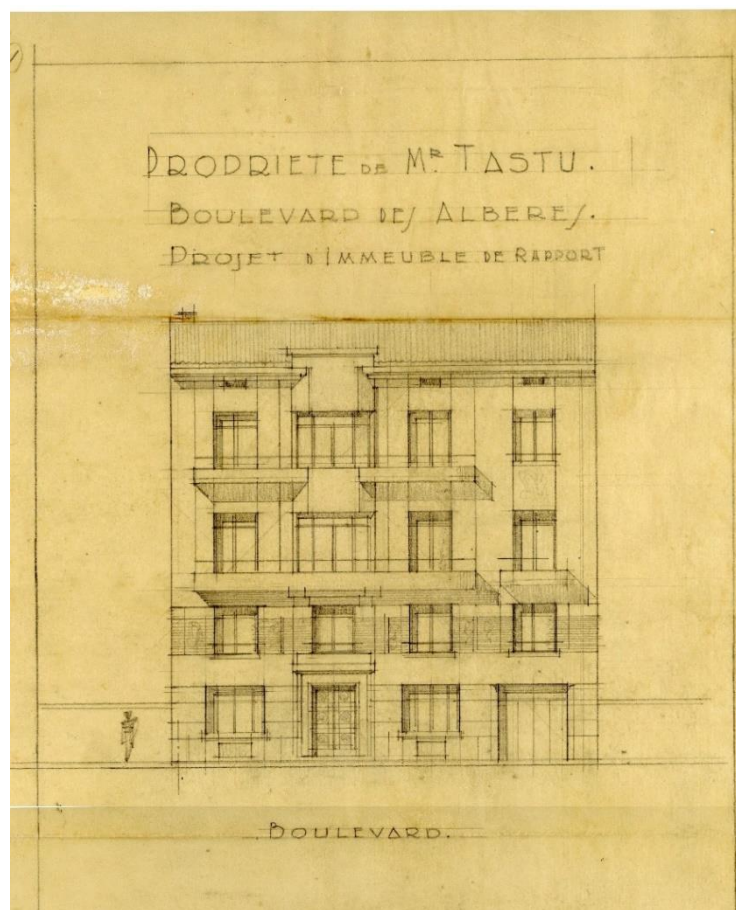 PROPRIETE DE MR. TASTU.
BOULEVARD DES ALBERES.
PROJET D'IMMEUBLE DE RAPPORT
BOULEVARD.